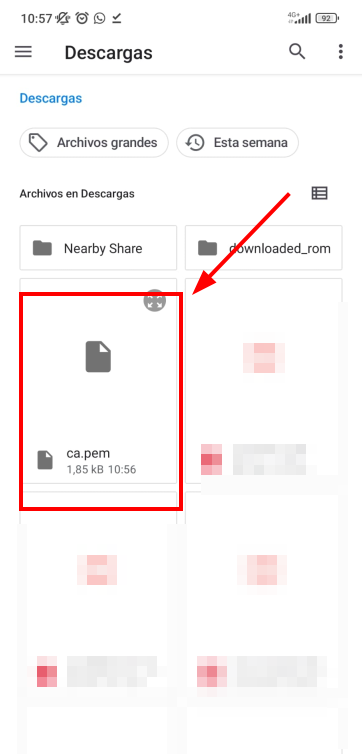 10:57
4G+
92
Descargas
Descargas
Archivos grandes
Esta semana
Archivos en Descargas
Nearby Share
downloaded_rom
ca.pem
1,85 kB 10:56